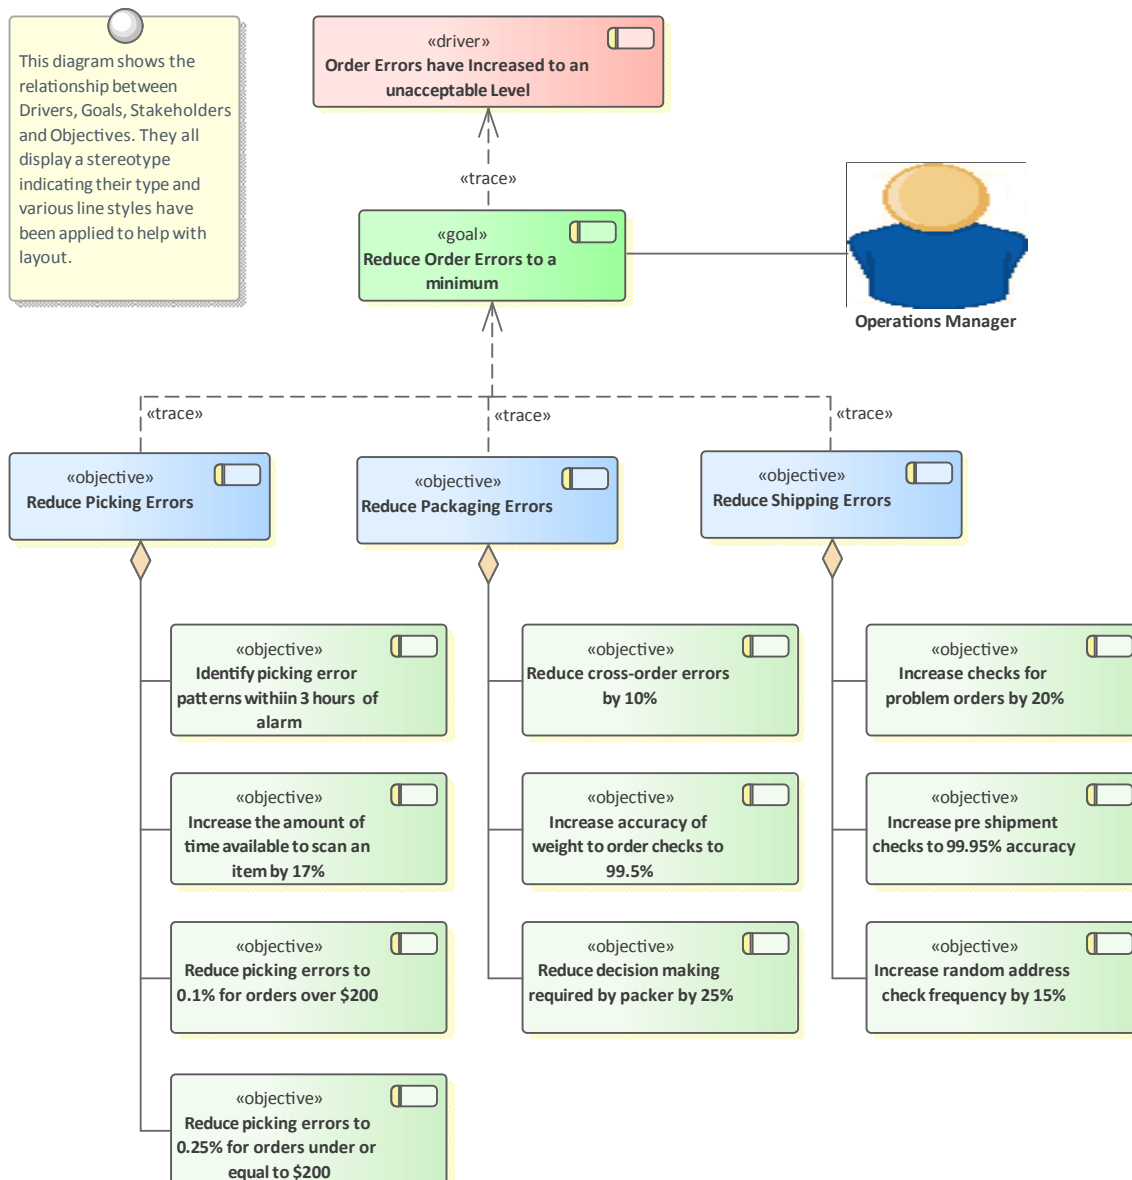 This diagram shows the
relationship between
Drivers, Goals, Stakeholders
and Objectives. They all
display a stereotype
indicating their type and
various line styles have
been applied to help with
layout.
«driver»
Order Errors have Increased to an
unacceptable Level
«trace»
«goal»
Reduce Order Errors to a
minimum
Operations Manager
«trace»
«trace»
«trace»
«objective»
Reduce Picking Errors
«objective»
Reduce Packaging Errors
«objective»
Reduce Shipping Errors
«objective»
Identify picking error
patterns withiin 3 hours of
alarm
«objective»
Reduce cross-order errors
by 10%
«objective»
Increase checks for
problem orders by 20%
«objective»
Increase the amount of
time available to scan an
item by 17%
«objective»
Increase accuracy of
weight to order checks to
99.5%
«objective»
Increase pre shipment
checks to 99.95% accuracy
«objective»
Reduce picking errors to
0.1% for orders over $200
«objective»
Reduce decision making
required by packer by 25%
«objective»
Increase random address
check frequency by 15%
«objective»
Reduce picking errors to
0.25% for orders under or
equal to $200